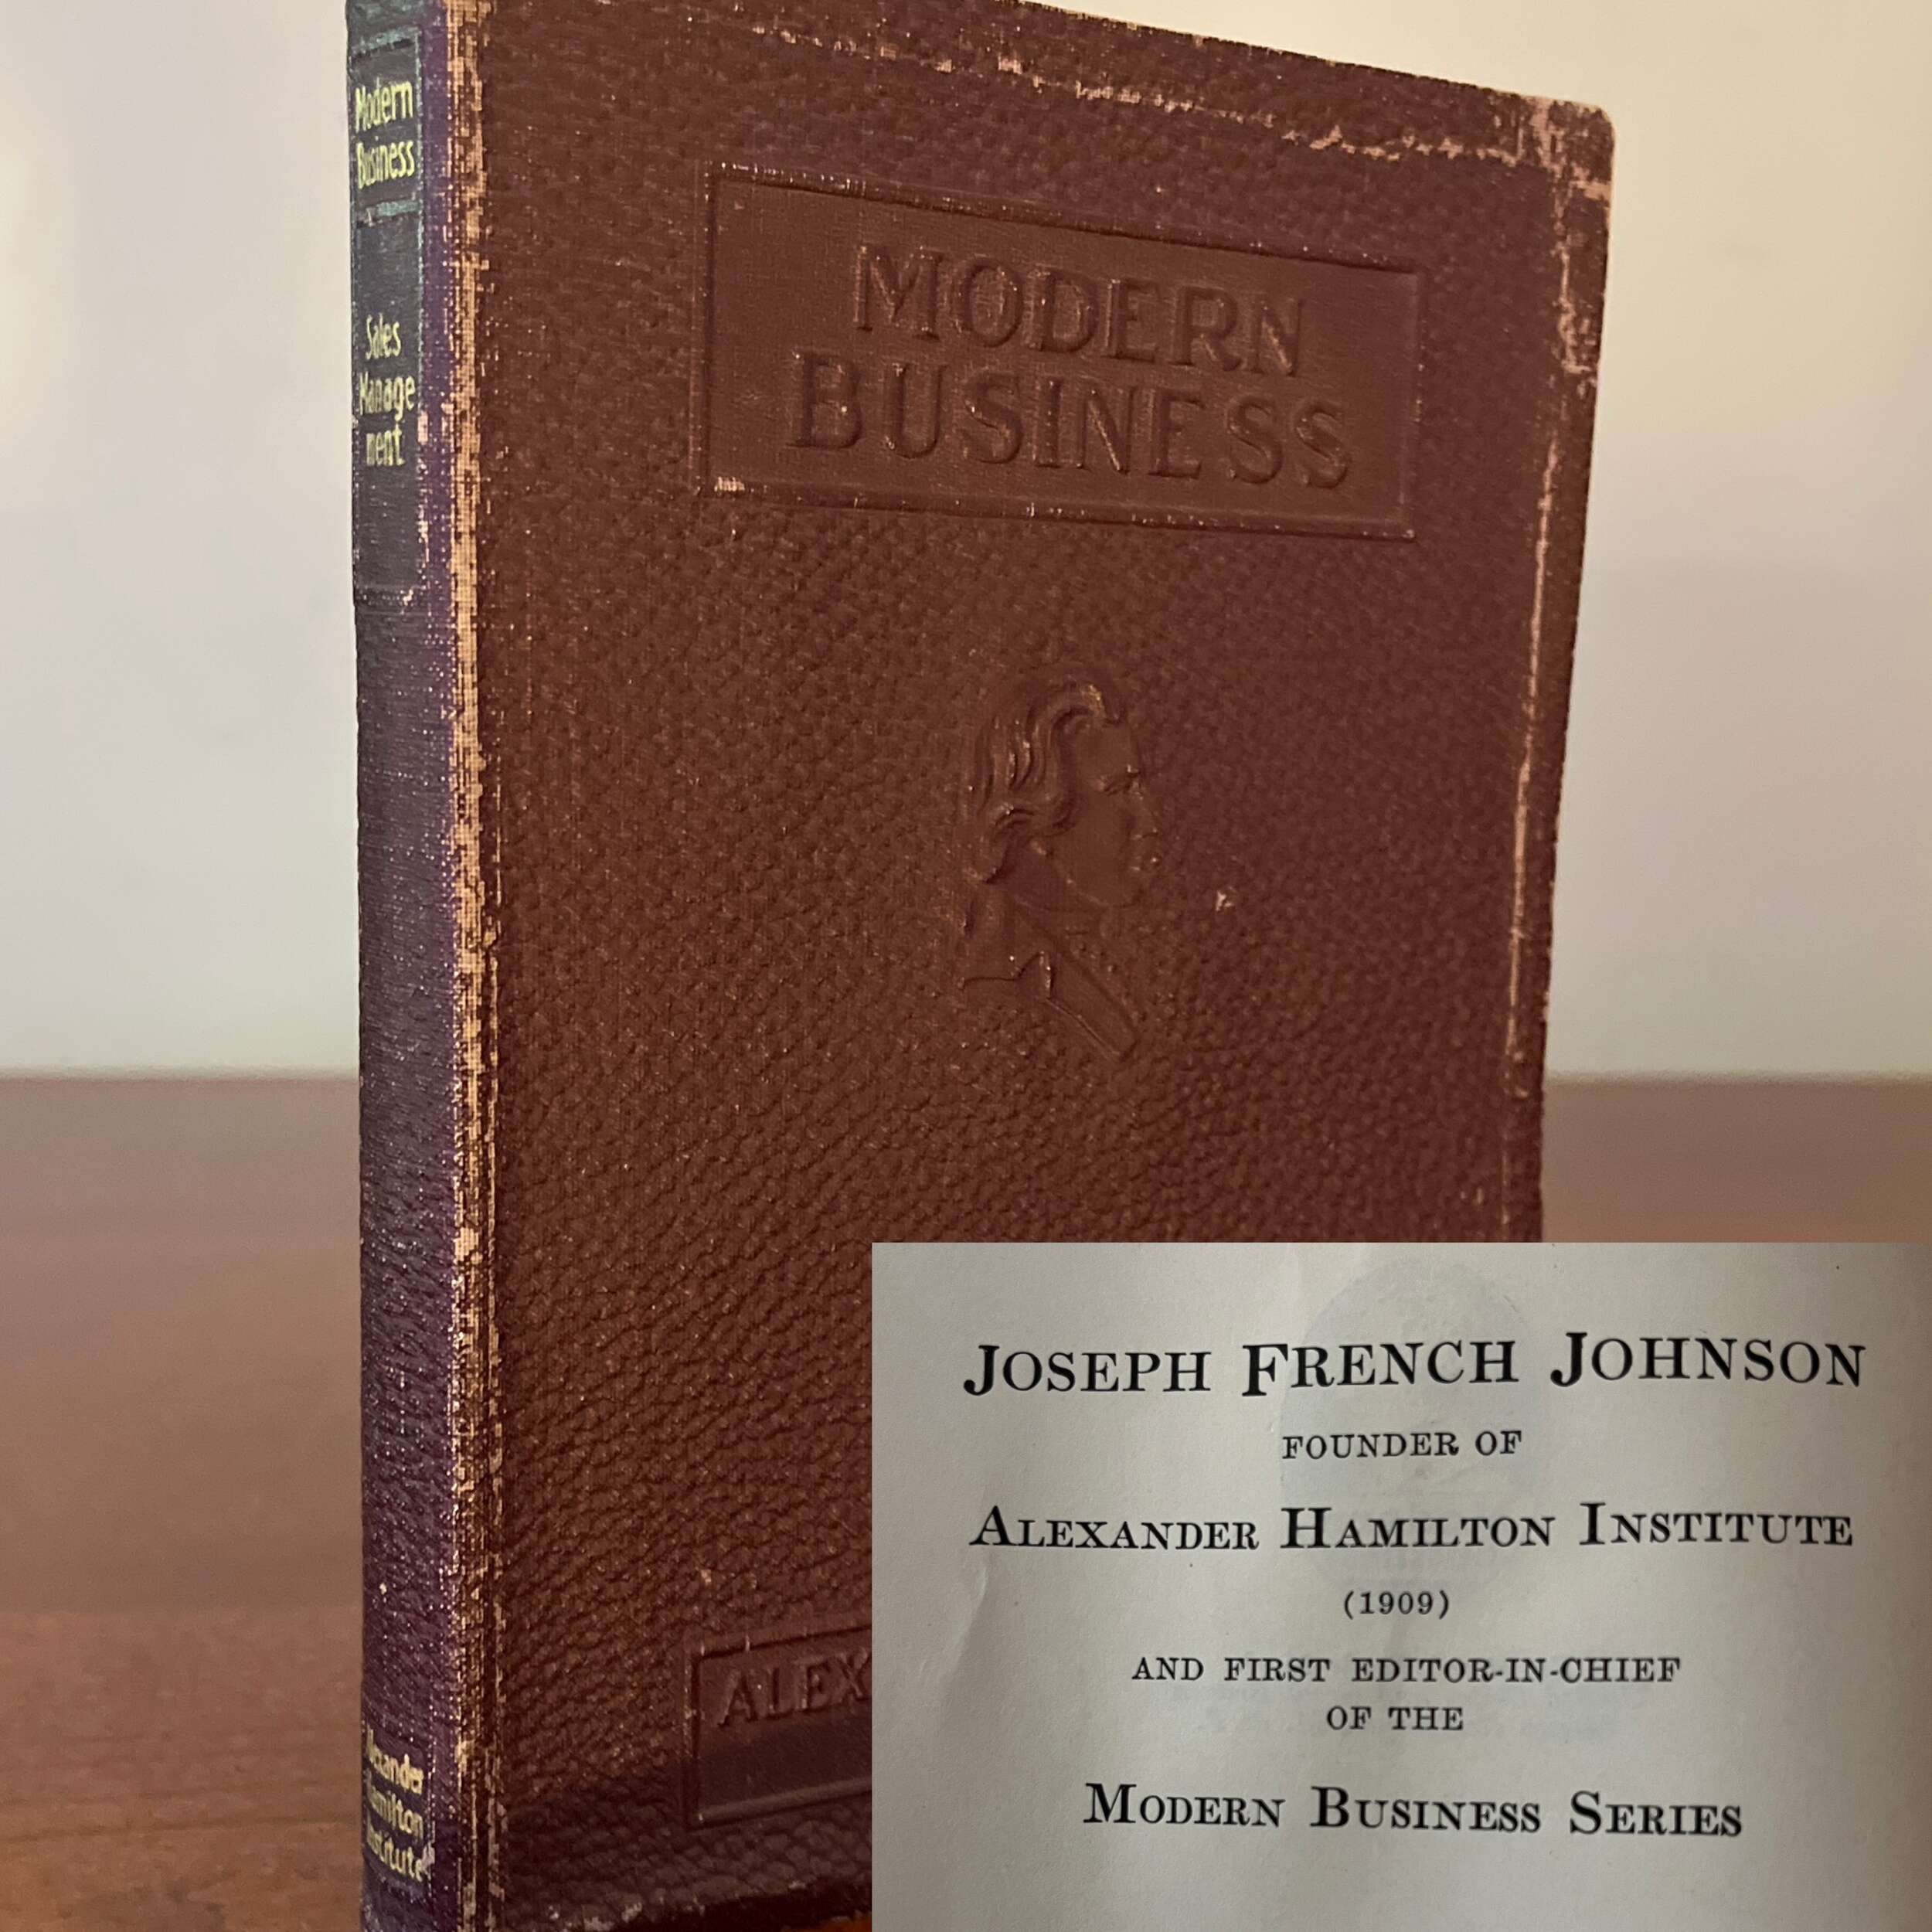 Modern
Business
Sales
Manage
ment
Alexander
Hamilton
Institute
MODERN
BUSINESS
ALEX
JOSEPH FRENCH JOHNSON
FOUNDER OF
ALEXANDER HAMILTON INSTITUTE
(1909)
AND FIRST EDITOR-IN-CHIEF
OF THE
MODERN BUSINESS SERIES